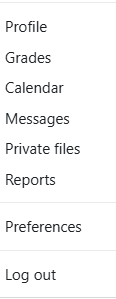 Profile
Grades
Calendar
Messages
Private files
Reports
Preferences
Log out